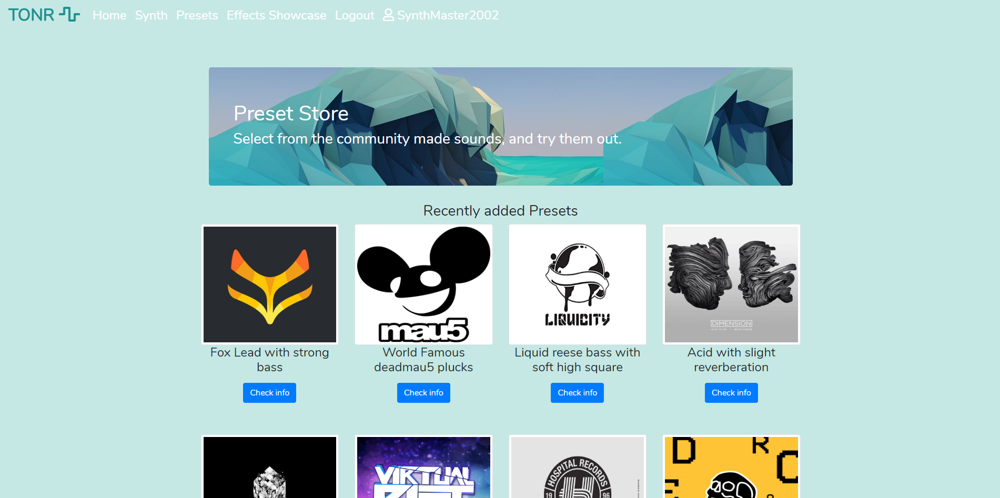 TONR Home Synth Presets Effects Showcase Logout SynthMaster2002
Preset Store
Select from the community made sounds, and try them out.
Recently added Presets
mau5
LIQUICITY
DIMENSION
Fox Lead with strong
bass
World Famous
deadmau5 plucks
Liquid reese bass with
soft high square
Acid with slight
reverberation
Check info
Check info
Check info
Check info
VIRTUAL
RIOT
HOSPITAL RECORDS
19 H 96
D R C